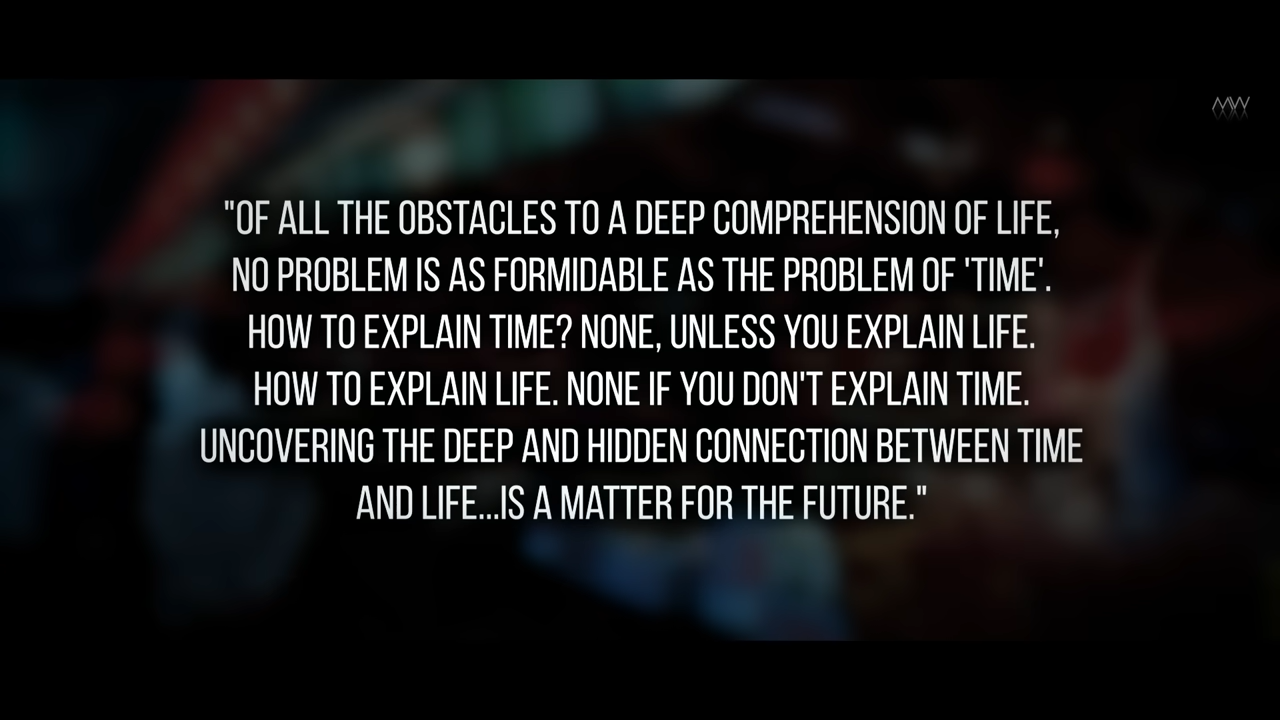 MW
"OF ALL THE OBSTACLES TO A DEEP COMPREHENSION OF LIFE,
NO PROBLEM IS AS FORMIDABLE AS THE PROBLEM OF 'TIME'.
HOW TO EXPLAIN TIME? NONE, UNLESS YOU EXPLAIN LIFE.
HOW TO EXPLAIN LIFE. NONE IF YOU DON'T EXPLAIN TIME.
UNCOVERING THE DEEP AND HIDDEN CONNECTION BETWEEN TIME
AND LIFE...IS A MATTER FOR THE FUTURE."